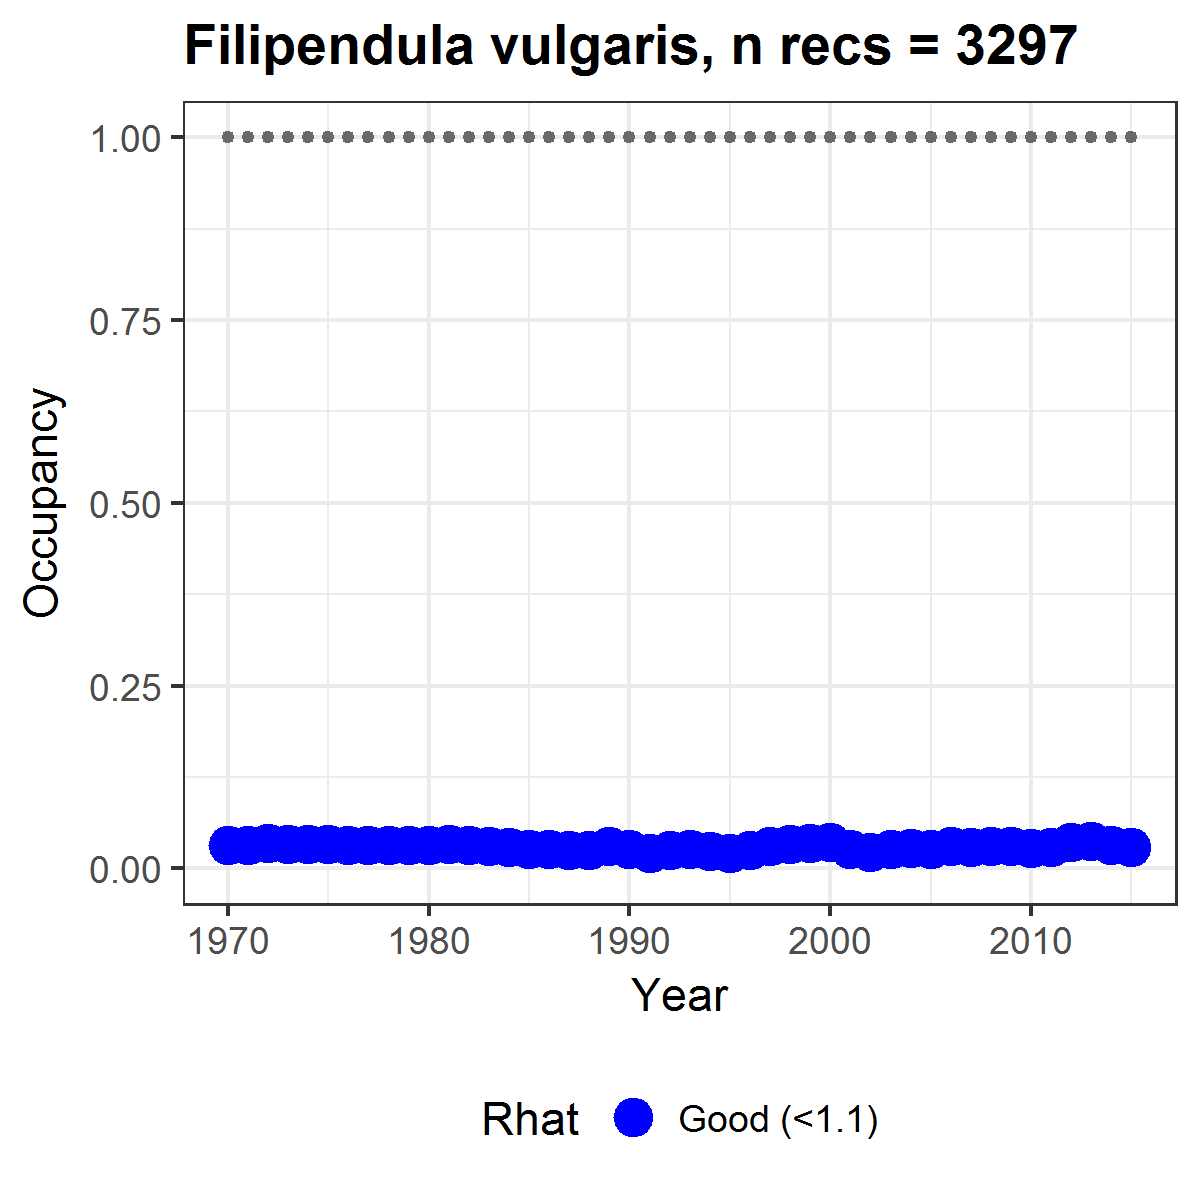 Filipendula vulgaris, n recs = 3297
1.00
0.75
0.50
0.25
0.00
Occupancy
1970 1980 1990 2000 2010
Year
Rhat Good (<1.1)